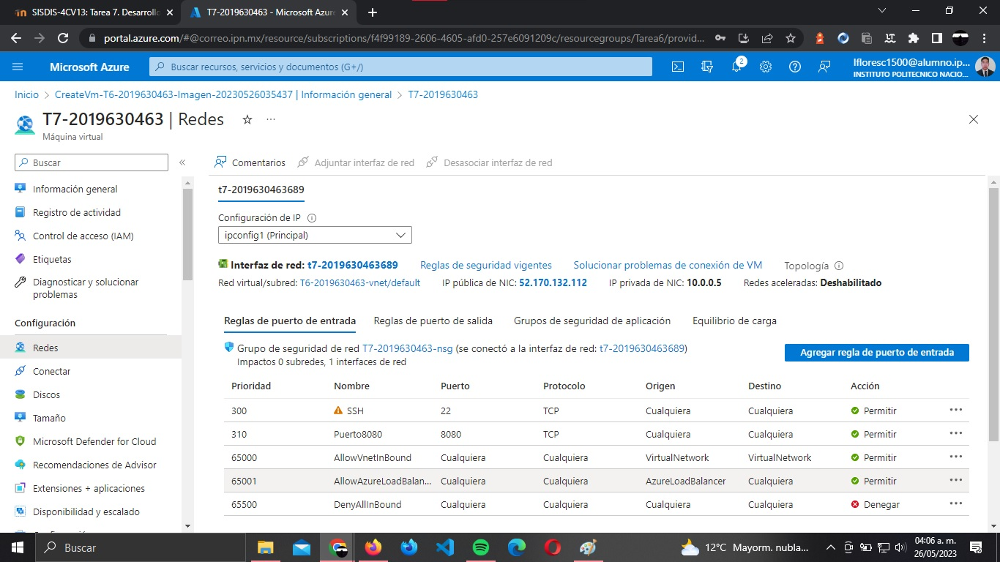 SISDIS-4CV13: Tarea 7. Desarrollo
T7-2019630463 - Microsoft Azure
portal.azure.com/#@correo.ipn.mx/resource/subscriptions/f4f99189-2606-4605-afd0-257e6091209c/resourcegroups/Tarea6/provid...
Microsoft Azure
Buscar recursos, servicios y documentos (G+/)
2
lfloresc1500@alumno.ip...
INSTITUTO POLITECNICO NACIO...
Inicio > CreateVm-T6-2019630463-Imagen-20230526035437 | Información general > T7-2019630463
T7-2019630463 | Redes
Máquina virtual
Buscar
Comentarios
Adjuntar interfaz de red
Desasociar interfaz de red
Información general
Registro de actividad
Control de acceso (IAM)
Etiquetas
Diagnosticar y solucionar
problemas
Configuración
Redes
Conectar
Discos
Tamaño
Microsoft Defender for Cloud
Recomendaciones de Advisor
Extensiones + aplicaciones
Disponibilidad y escalado
t7-2019630463689
Configuración de IP
ipconfig1 (Principal)
Interfaz de red: t7-2019630463689 Reglas de seguridad vigentes Solucionar problemas de conexión de VM Topología
Red virtual/subred: T6-2019630463-vnet/default IP pública de NIC: 52.170.132.112 IP privada de NIC: 10.0.0.5 Redes aceleradas: Deshabilitado
Reglas de puerto de entrada Reglas de puerto de salida Grupos de seguridad de aplicación Equilibrio de carga
Grupo de seguridad de red T7-2019630463-nsg (se conectó a la interfaz de red: t7-2019630463689)
Impactos 0 subredes, 1 interfaces de red
Agregar regla de puerto de entrada
Prioridad Nombre Puerto Protocolo Origen Destino Acción
300 SSH 22 TCP Cualquiera Cualquiera Permitir
310 Puerto8080 8080 TCP Cualquiera Cualquiera Permitir
65000 AllowVnetInBound Cualquiera Cualquiera VirtualNetwork VirtualNetwork Permitir
65001 AllowAzureLoadBalan... Cualquiera Cualquiera AzureLoadBalancer Cualquiera Permitir
65500 DenyAllInBound Cualquiera Cualquiera Cualquiera Cualquiera Denegar
Buscar
12°C Mayorm. nubla...
04:06 a. m.
26/05/2023